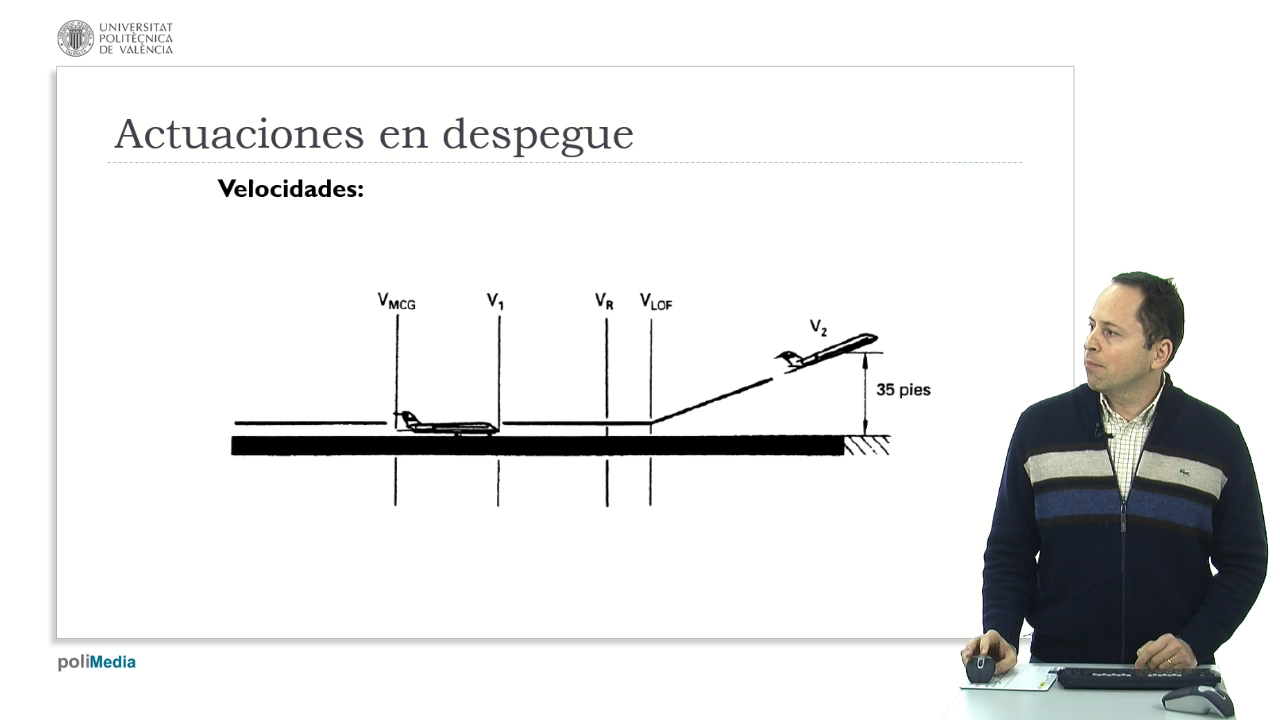 UNIVERSITAT
POLITÈCNICA
DE VALÈNCIA
Actuaciones en despegue
Velocidades:
VMCG V1 VR VLOF
V2
35 pies
poliMedia